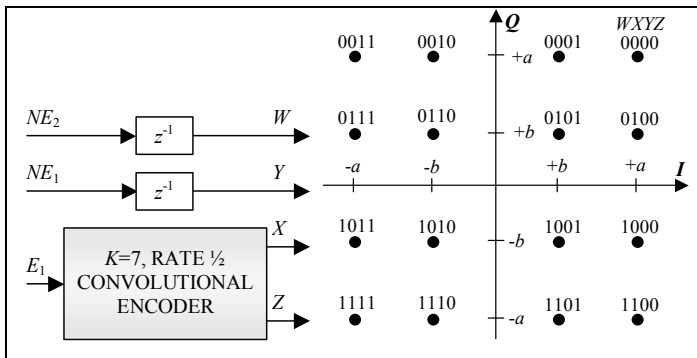 Q
WXYZ
0011 0010 0001 0000
+a
NE₂ z⁻¹ W
0111 0110 0101 0100
+b
-a -b +b +a
I
NE₁ z⁻¹ Y
X
1011 1010 1001 1000
-b
E₁
K=7, RATE ½
CONVOLUTIONAL
ENCODER
Z
1111 1110 1101 1100
-a